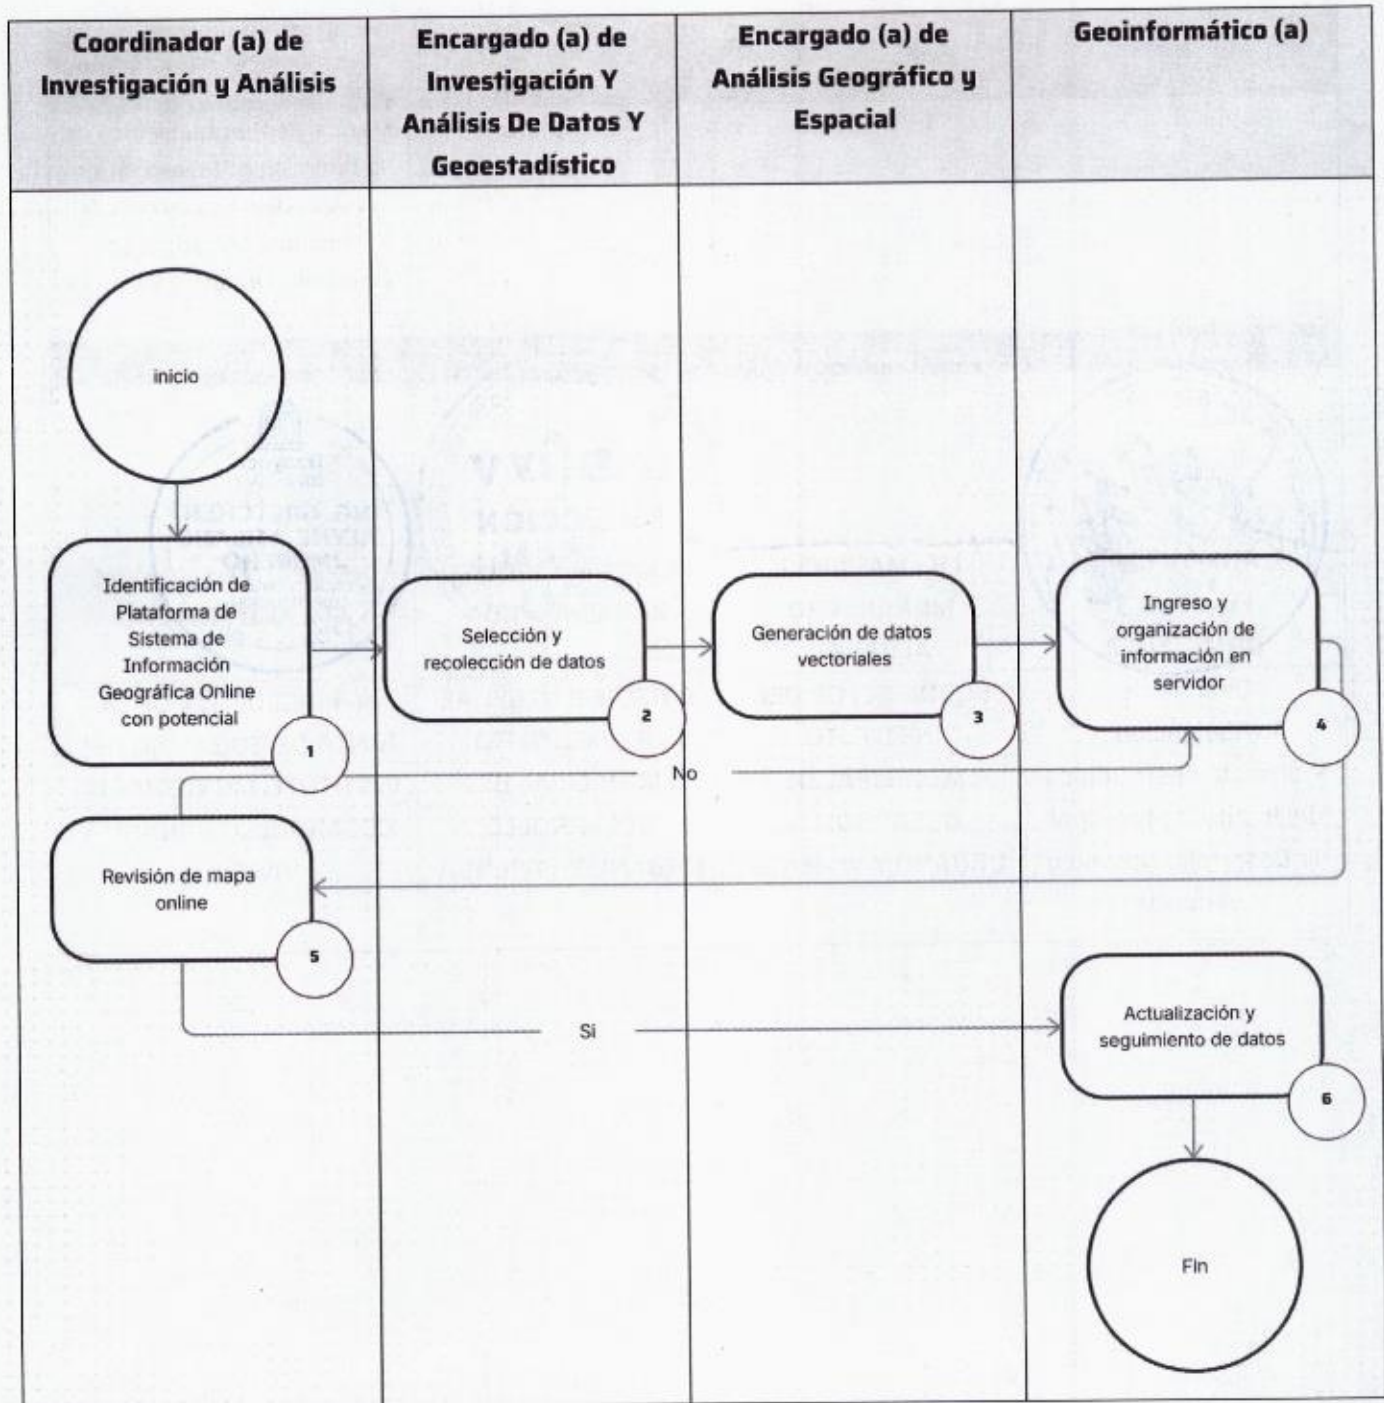 Coordinador (a) de
Investigación y Análisis
Encargado (a) de
Investigación Y
Análisis De Datos Y
Geoestadístico
Encargado (a) de
Análisis Geográfico y
Espacial
Geoinformático (a)
inicio
Identificación de
Plataforma de
Sistema de
Información
Geográfica Online
con potencial
1
Selección y
recolección de datos
2
Generación de datos
vectoriales
3
Ingreso y
organización de
información en
servidor
4
No
Revisión de mapa
online
5
Si
Actualización y
seguimiento de datos
6
Fin